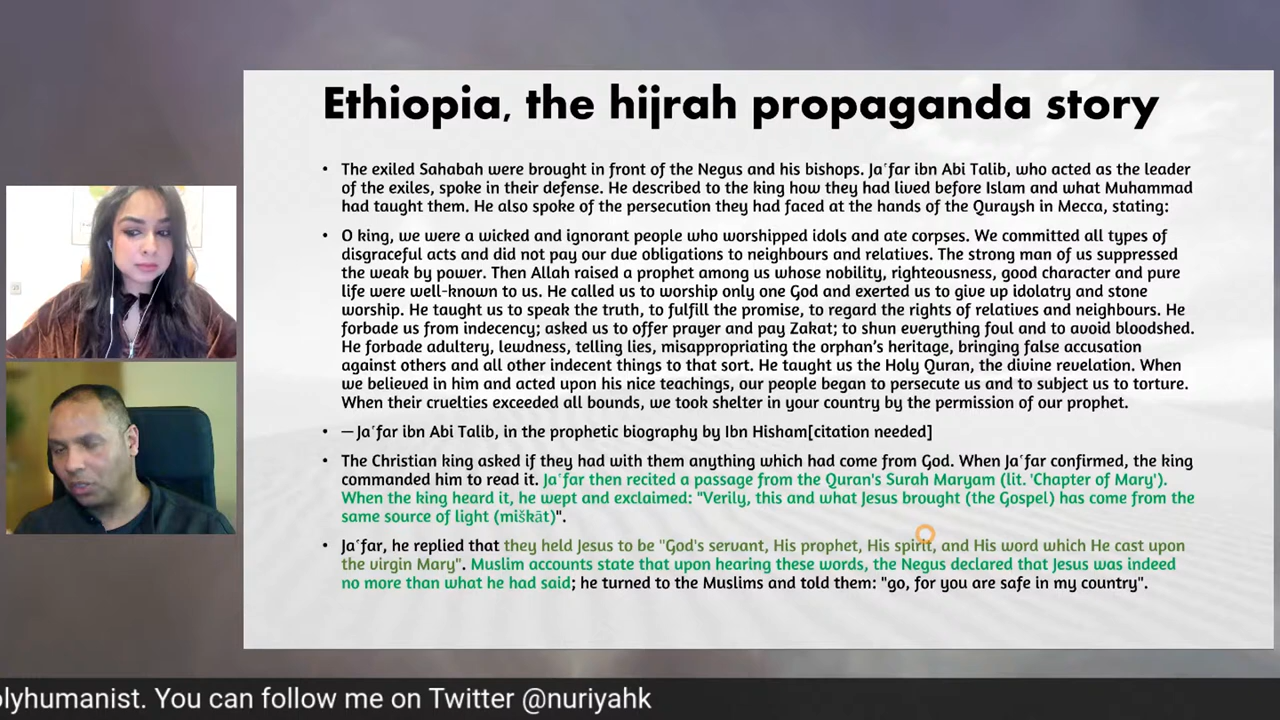 Ethiopia, the hijrah propaganda story
• The exiled Sahabah were brought in front of the Negus and his bishops. Jaʿfar ibn Abi Talib, who acted as the leader
of the exiles, spoke in their defense. He described to the king how they had lived before Islam and what Muhammad
had taught them. He also spoke of the persecution they had faced at the hands of the Quraysh in Mecca, stating:
• O king, we were a wicked and ignorant people who worshipped idols and ate corpses. We committed all types of
disgraceful acts and did not pay our due obligations to neighbours and relatives. The strong man of us suppressed
the weak by power. Then Allah raised a prophet among us whose nobility, righteousness, good character and pure
life were well-known to us. He called us to worship only one God and exerted us to give up idolatry and stone
worship. He taught us to speak the truth, to fulfill the promise, to regard the rights of relatives and neighbours. He
forbade us from indecency; asked us to offer prayer and pay Zakat; to shun everything foul and to avoid bloodshed.
He forbade adultery, lewdness, telling lies, misappropriating the orphan's heritage, bringing false accusation
against others and all other indecent things to that sort. He taught us the Holy Quran, the divine revelation. When
we believed in him and acted upon his nice teachings, our people began to persecute us and to subject us to torture.
When their cruelties exceeded all bounds, we took shelter in your country by the permission of our prophet.
• — Jaʿfar ibn Abi Talib, in the prophetic biography by Ibn Hisham[citation needed]
• The Christian king asked if they had with them anything which had come from God. When Jaʿfar confirmed, the king
commanded him to read it. Jaʿfar then recited a passage from the Quran's Surah Maryam (lit. 'Chapter of Mary').
When the king heard it, he wept and exclaimed: "Verily, this and what Jesus brought (the Gospel) has come from the
same source of light (miškāt)".
• Jaʿfar, he replied that they held Jesus to be "God's servant, His prophet, His spirit, and His word which He cast upon
the virgin Mary". Muslim accounts state that upon hearing these words, the Negus declared that Jesus was indeed
no more than what he had said; he turned to the Muslims and told them: "go, for you are safe in my country".
olyhumanist. You can follow me on Twitter @nuriyahk